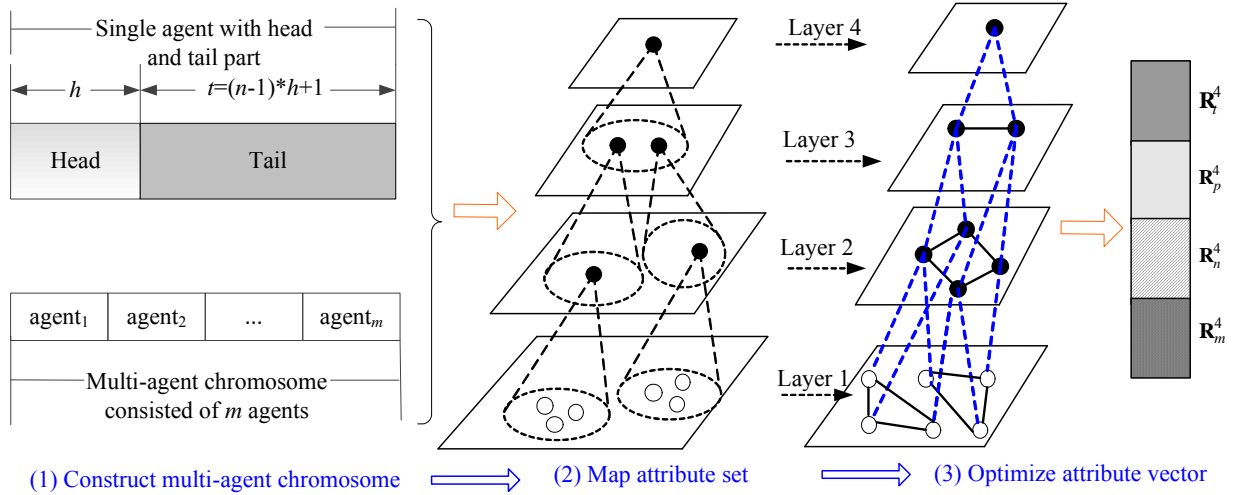 Single agent with head
and tail part
h
t=(n-1)*h+1
Head
Tail
agent₁
agent₂
...
agentₘ
Multi-agent chromosome
consisted of m agents
Layer 4
Layer 3
Layer 2
Layer 1
R⁴ₚ
R⁴ₙ
R⁴ₘ
(1) Construct multi-agent chromosome
(2) Map attribute set
(3) Optimize attribute vector